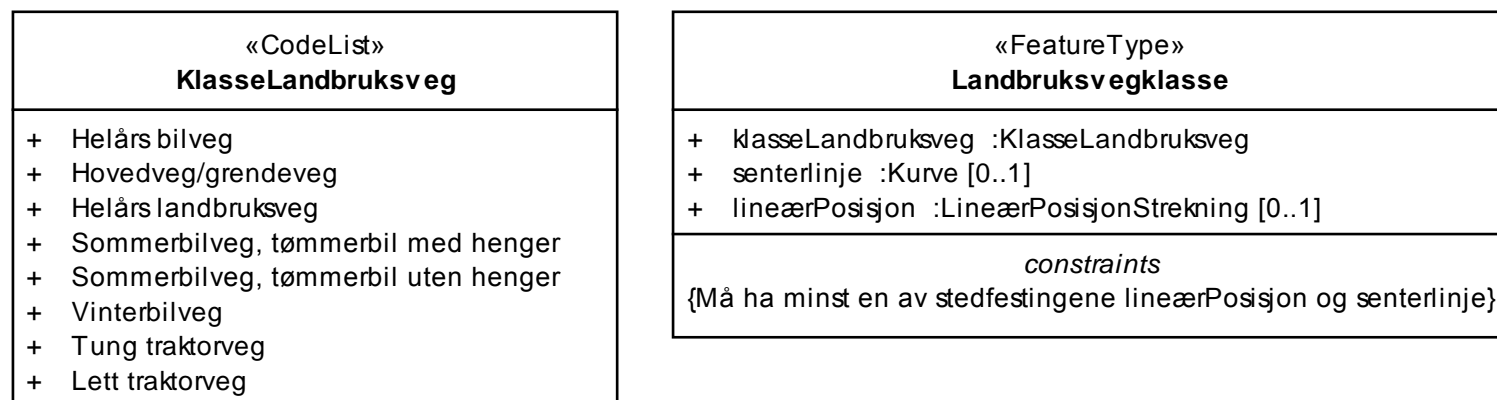 «CodeList»
KlasseLandbruksveg
+ Helårs bilveg
+ Hovedveg/grendeveg
+ Helårs landbruksveg
+ Sommerbilveg, tømmerbil med henger
+ Sommerbilveg, tømmerbil uten henger
+ Vinterbilveg
+ Tung traktorveg
+ Lett traktorveg
«FeatureType»
Landbruksvegklasse
+ klasseLandbruksveg :KlasseLandbruksveg
+ senterlinje :Kurve [0..1]
+ lineærPosisjon :LineærPosisjonStrekning [0..1]
constraints
{Må ha minst en av stedfestingene lineærPosisjon og senterlinje}